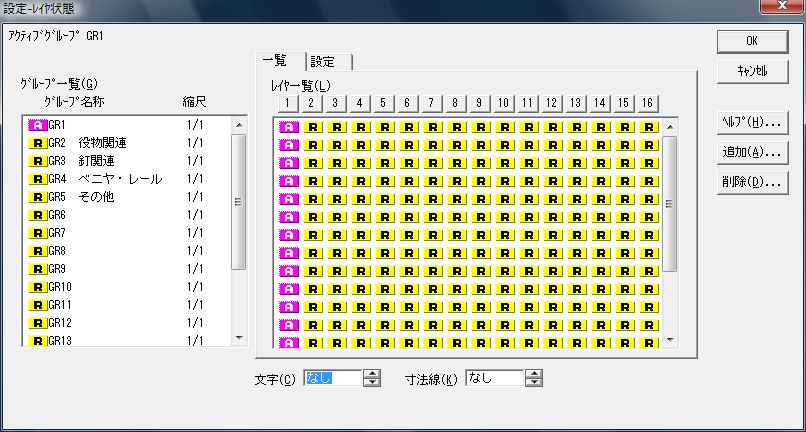 設定-ﾚｲﾔ状態
ｱｸﾃｨﾌﾞｸﾞﾙｰﾌﾟ GR1
ｸﾞﾙｰﾌﾟ一覧(G)
ｸﾞﾙｰﾌﾟ名称 縮尺
A GR1 1/1
R GR2 役物関連 1/1
R GR3 釘関連 1/1
R GR4 ベニヤ・レール 1/1
R GR5 その他 1/1
R GR6 1/1
R GR7 1/1
R GR8 1/1
R GR9 1/1
R GR10 1/1
R GR11 1/1
R GR12 1/1
R GR13 1/1
一覧 設定
ﾚｲﾔ一覧(L)
1 2 3 4 5 6 7 8 9 10 11 12 13 14 15 16
A R R R R R R R R R R R R R R R
A R R R R R R R R R R R R R R R
A R R R R R R R R R R R R R R R
A R R R R R R R R R R R R R R R
A R R R R R R R R R R R R R R R
A R R R R R R R R R R R R R R R
A R R R R R R R R R R R R R R R
A R R R R R R R R R R R R R R R
A R R R R R R R R R R R R R R R
A R R R R R R R R R R R R R R R
A R R R R R R R R R R R R R R R
A R R R R R R R R R R R R R R R
A R R R R R R R R R R R R R R R
文字(C) なし 寸法線(K) なし
OK
ｷｬﾝｾﾙ
ﾍﾙﾌﾟ(H)...
追加(A)...
削除(D)...